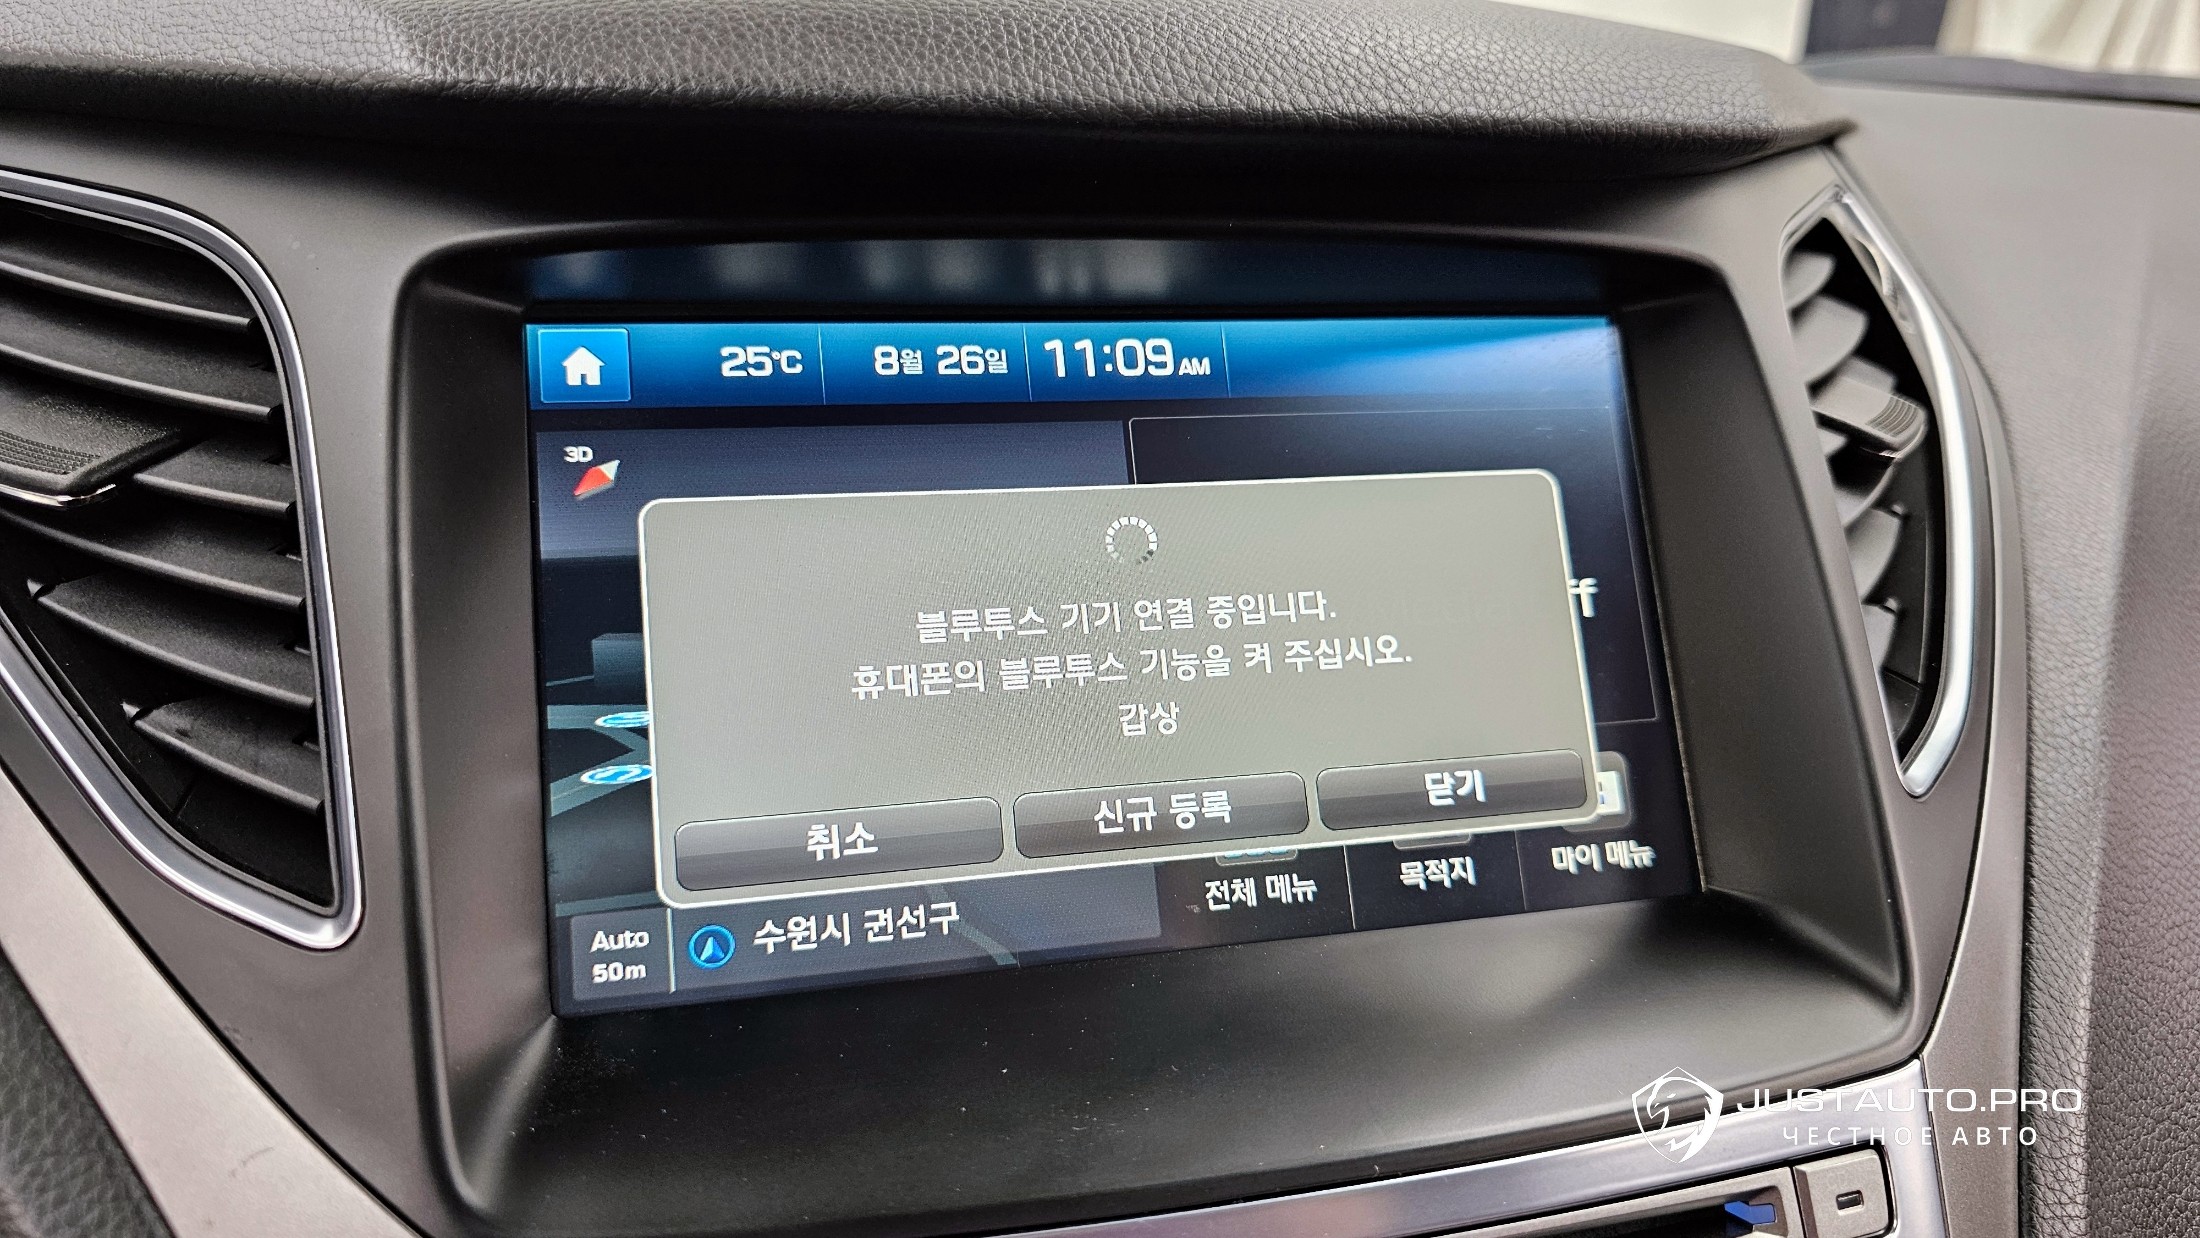 25°C 8월 26일 11:09 AM
3D
ff
블루투스 기기 연결 중입니다.
휴대폰의 블루투스 기능을 켜 주십시오.
갑상
취소 신규 등록 닫기
전체 메뉴 목적지 마이 메뉴
Auto
50m
수원시 권선구
JUSTAUTO.PRO
ЧЕСТНОЕ АВТО